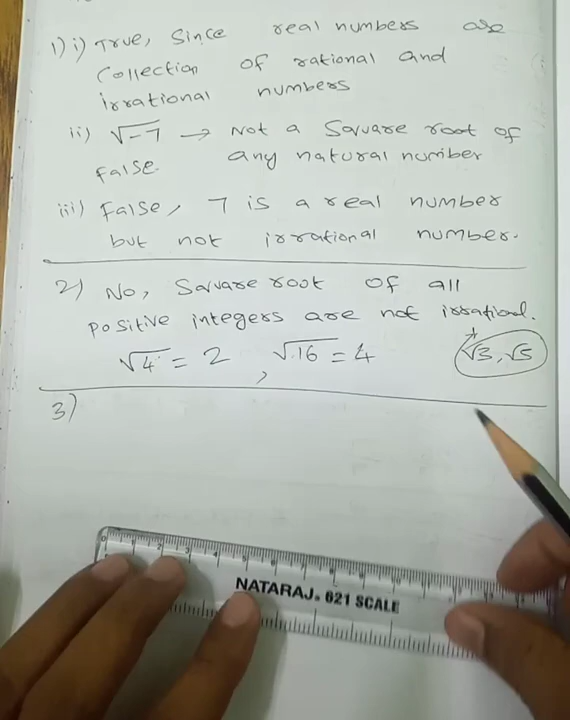 1) i) True, Since real numbers are
Collection of rational and
irrational numbers
ii) √-7 → Not a Square root of
False. any natural number
iii) False, 7 is a real number
but not irrational number.
2) No, Square root of all
positive integers are not irrational.
√4 = 2, √16 = 4 √3, √5
3)
NATARAJ 621 SCALE